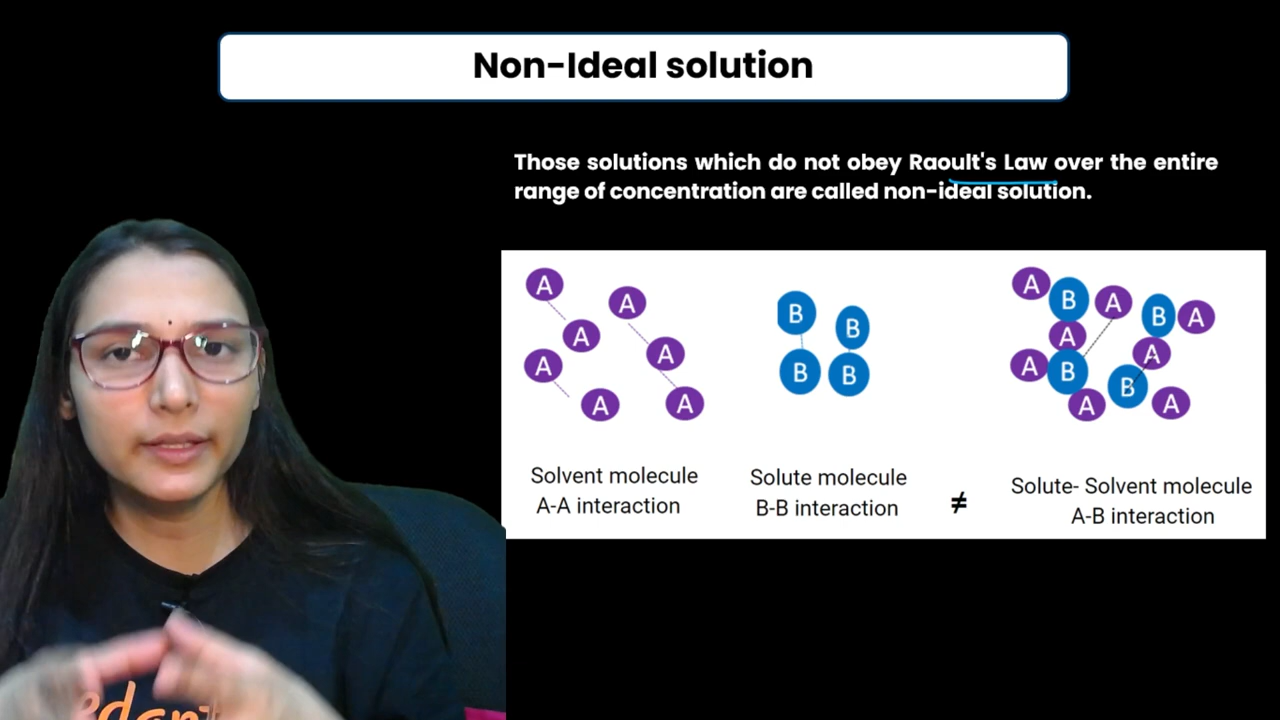 Non-Ideal solution
Those solutions which do not obey Raoult's Law over the entire
range of concentration are called non-ideal solution.
A
A
A
A
A
A
A
B
B
B
B
A
B
A
B
A
A
A
A
B
B
A
A
Solvent molecule
A-A interaction
Solute molecule
B-B interaction
≠
Solute- Solvent molecule
A-B interaction